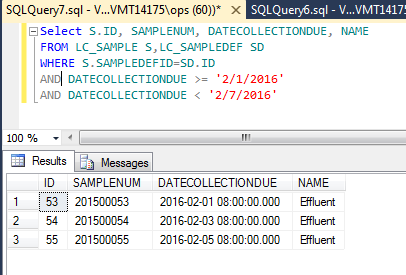 SQLQuery7.sql - V...VMT14175\ops (60))* × SQLQuery6.sql - V...VMT1
Select S.ID, SAMPLENUM, DATECOLLECTIONDUE, NAME
FROM LC_SAMPLE S,LC_SAMPLEDEF SD
WHERE S.SAMPLEDEFID=SD.ID
AND DATECOLLECTIONDUE >= '2/1/2016'
AND DATECOLLECTIONDUE < '2/7/2016'
100 %
Results Messages
ID SAMPLENUM DATECOLLECTIONDUE NAME
1 53 201500053 2016-02-01 08:00:00.000 Effluent
2 54 201500054 2016-02-03 08:00:00.000 Effluent
3 55 201500055 2016-02-05 08:00:00.000 Effluent